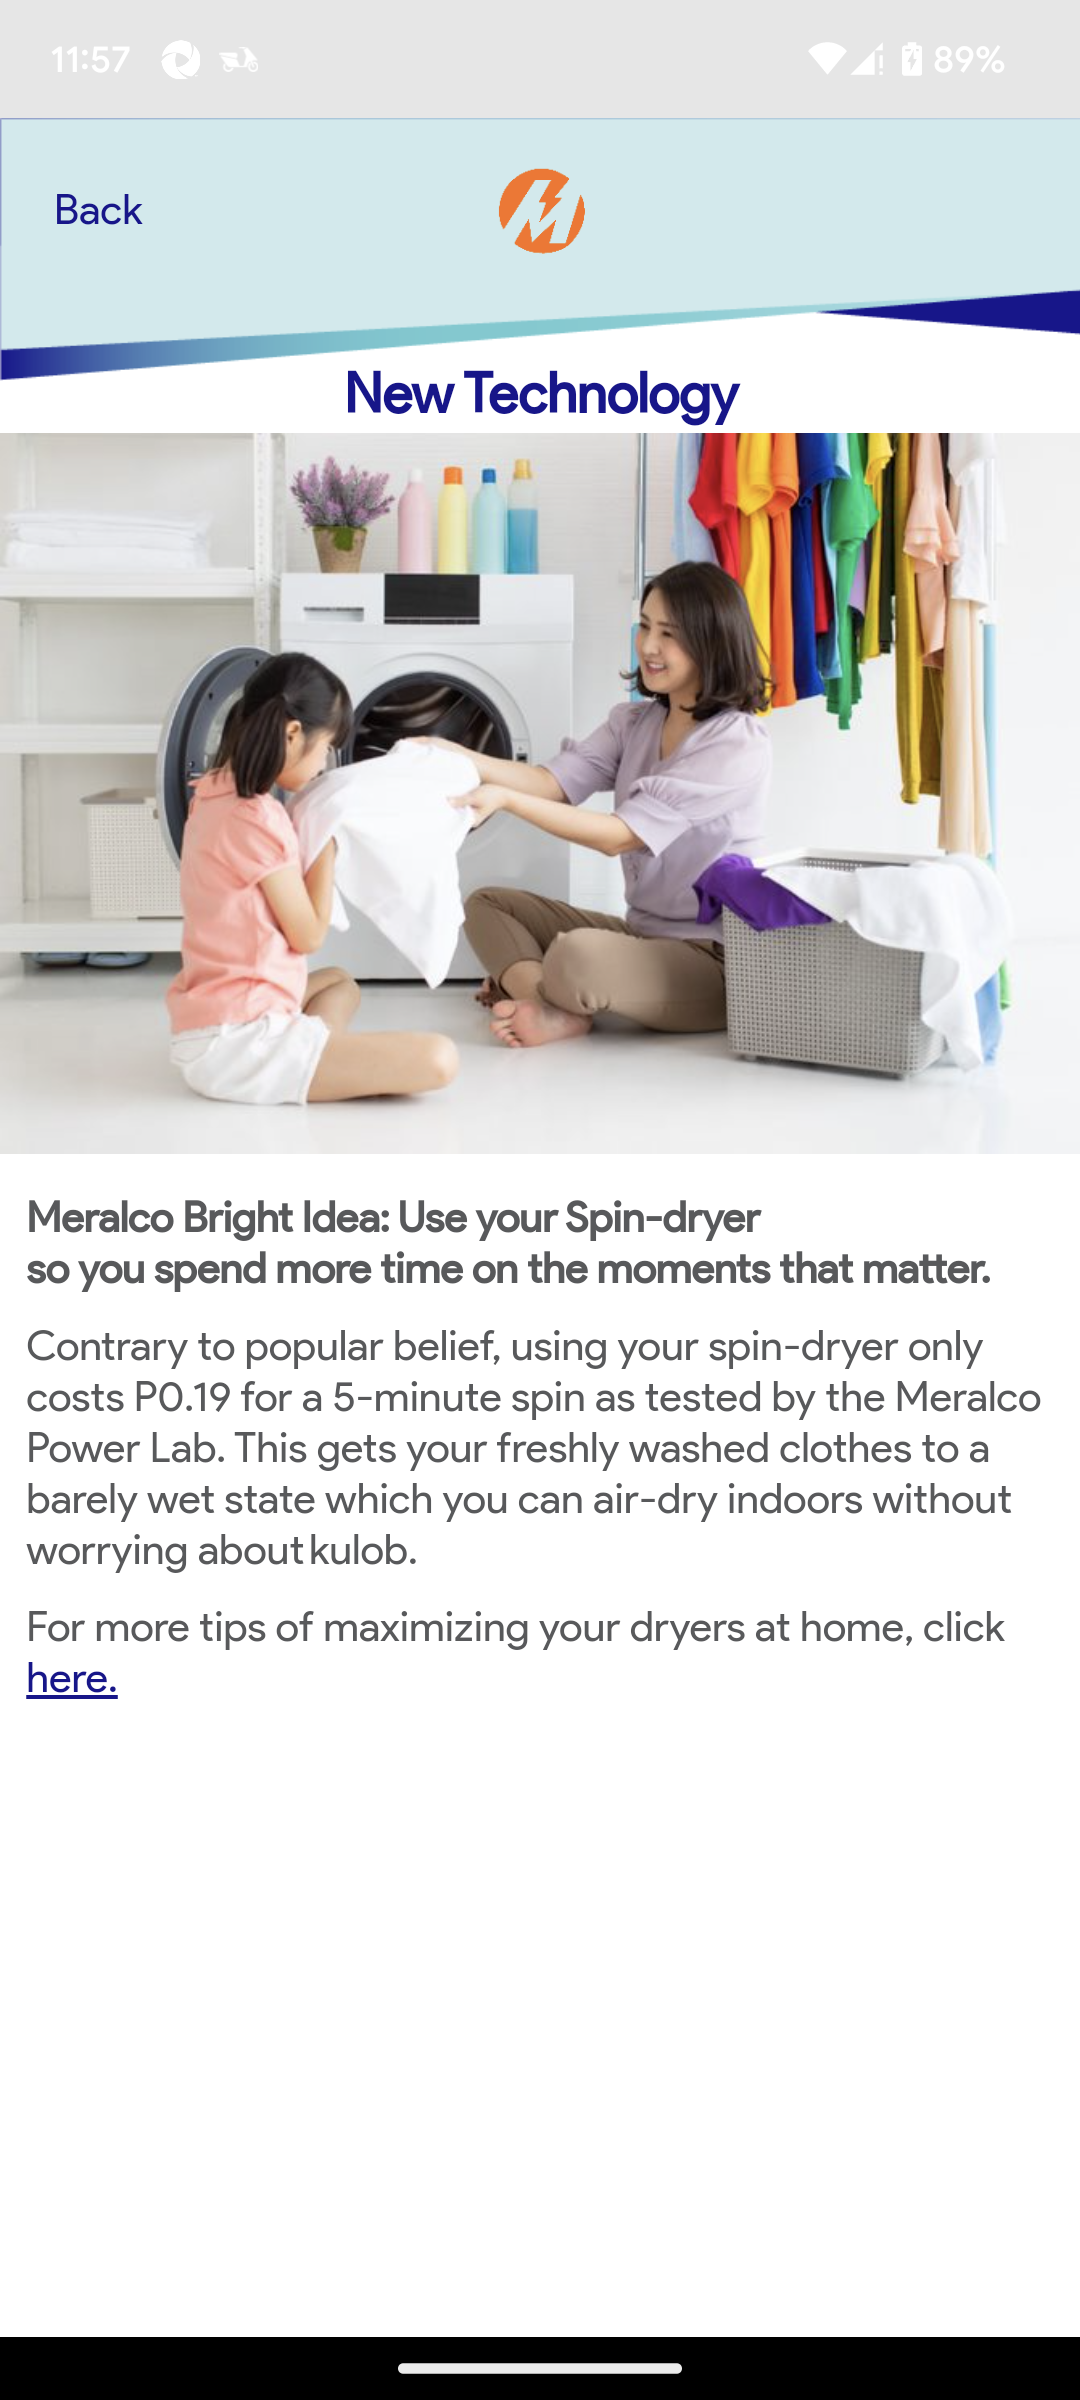 11:57
89%
Back
New Technology
Meralco Bright Idea: Use your Spin-dryer
so you spend more time on the moments that matter.
Contrary to popular belief, using your spin-dryer only
costs P0.19 for a 5-minute spin as tested by the Meralco
Power Lab. This gets your freshly washed clothes to a
barely wet state which you can air-dry indoors without
worrying about kulob.
For more tips of maximizing your dryers at home, click
here.